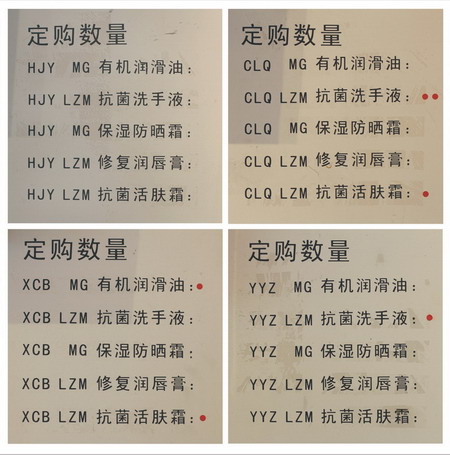 定购数量
HJY MG 有机润滑油：
HJY LZM 抗菌洗手液：
HJY MG 保湿防晒霜：
HJY LZM 修复润唇膏：
HJY LZM 抗菌活肤霜：
定购数量
CLQ MG 有机润滑油：
CLQ LZM 抗菌洗手液：
CLQ MG 保湿防晒霜：
CLQ LZM 修复润唇膏：
CLQ LZM 抗菌活肤霜：
定购数量
XCB MG 有机润滑油：
XCB LZM 抗菌洗手液：
XCB MG 保湿防晒霜：
XCB LZM 修复润唇膏：
XCB LZM 抗菌活肤霜：
定购数量
YYZ MG 有机润滑油：
YYZ LZM 抗菌洗手液：
YYZ MG 保湿防晒霜：
YYZ LZM 修复润唇膏：
YYZ LZM 抗菌活肤霜：